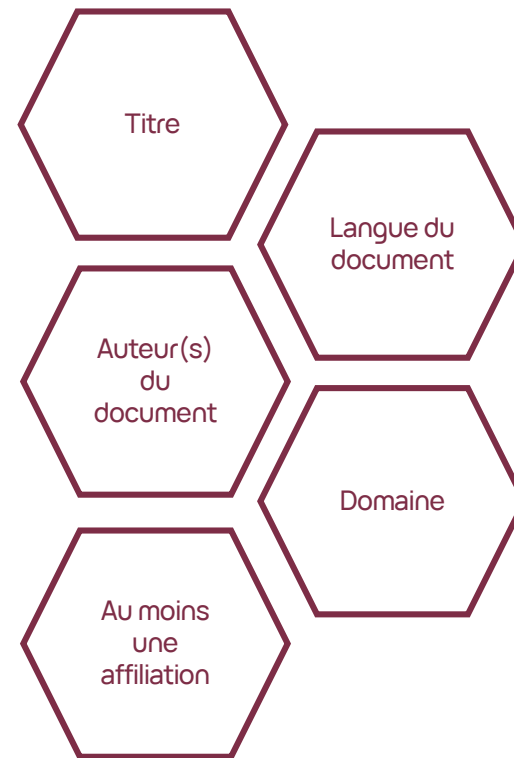 Titre
Langue du
document
Auteur(s)
du
document
Domaine
Au moins
une
affiliation